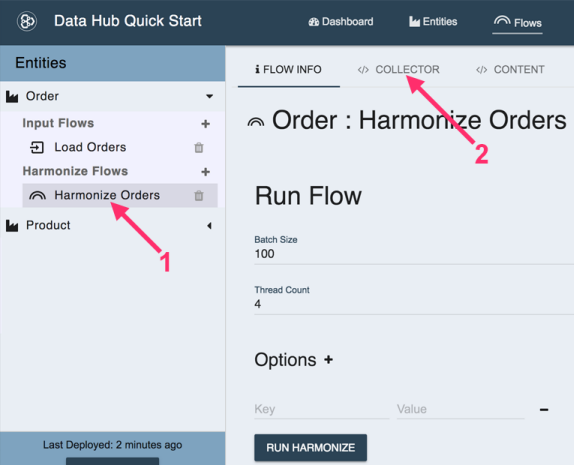 Data Hub Quick Start
Dashboard
Entities
Flows
Entities
Order
Input Flows +
Load Orders
Harmonize Flows +
Harmonize Orders
Product
1
Last Deployed: 2 minutes ago
FLOW INFO
</> COLLECTOR
</> CONTENT
2
Order : Harmonize Orders
Run Flow
Batch Size
100
Thread Count
4
Options +
Key
Value
RUN HARMONIZE